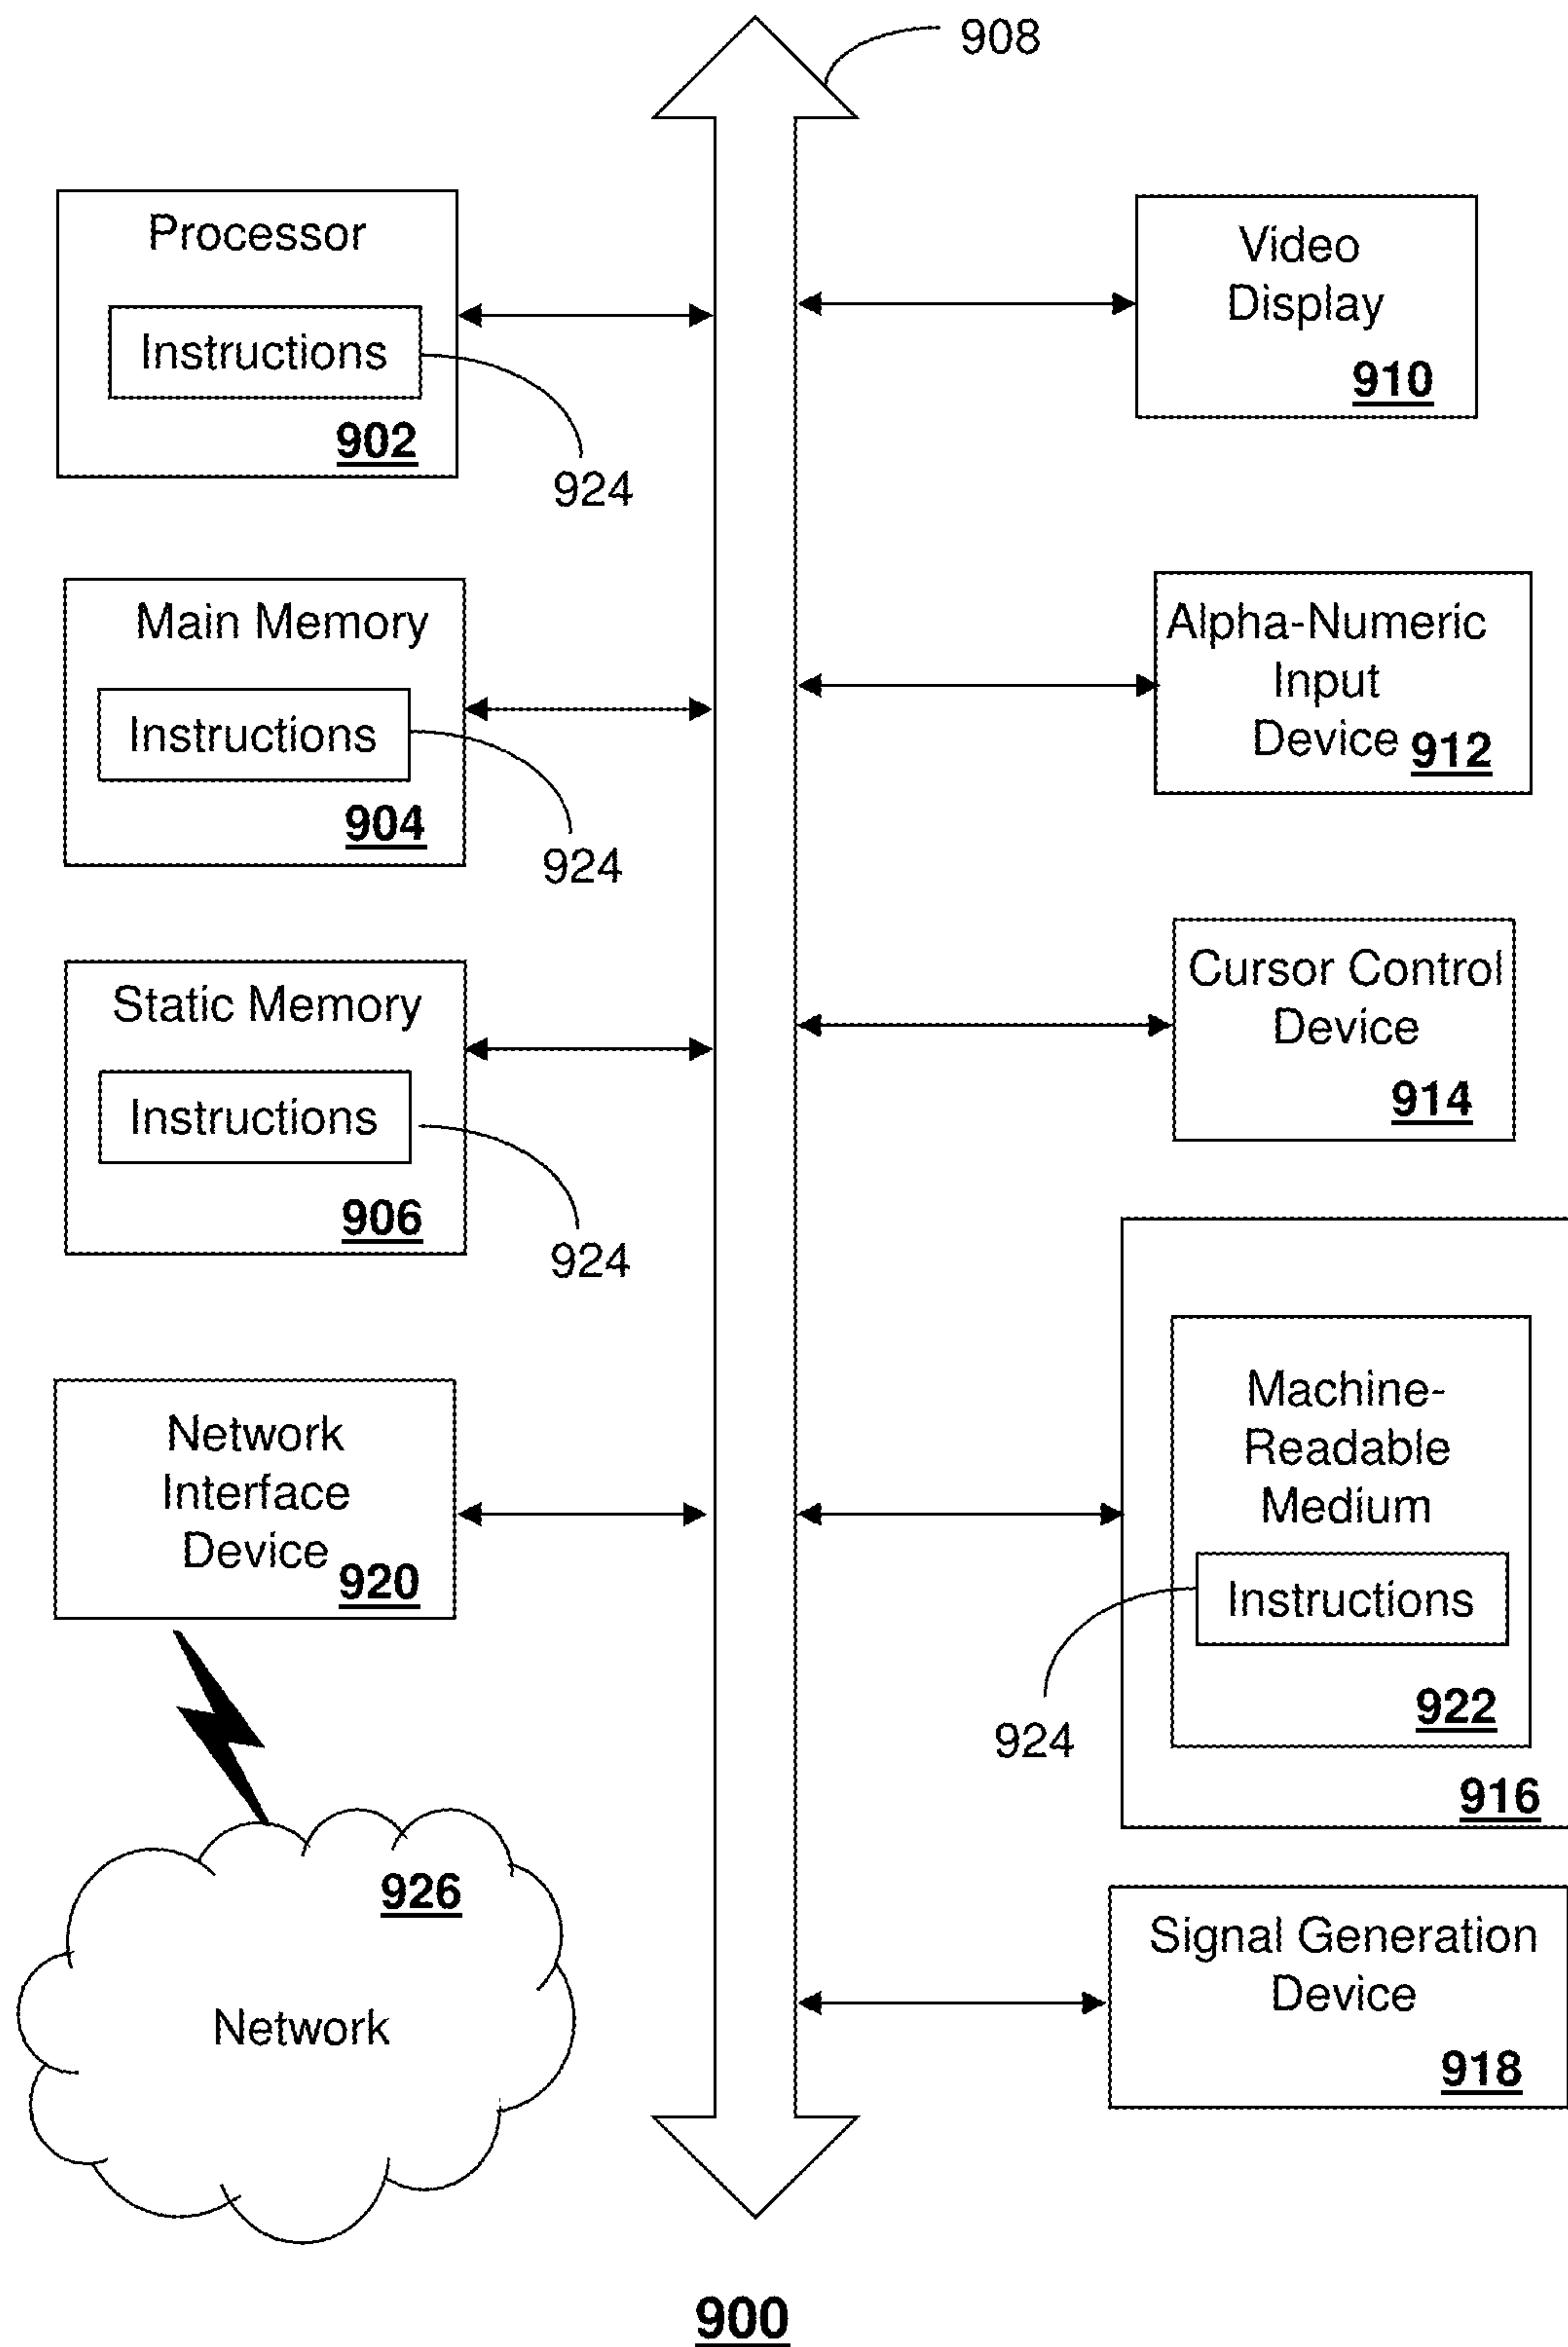 908
Processor
Instructions
902
924
Main Memory
Instructions
904
924
Static Memory
Instructions
906
924
Network
Interface
Device
920
926
Network
Video
Display
910
Alpha-Numeric
Input
Device 912
Cursor Control
Device
914
Machine-
Readable
Medium
Instructions
922
924
916
Signal Generation
Device
918
900